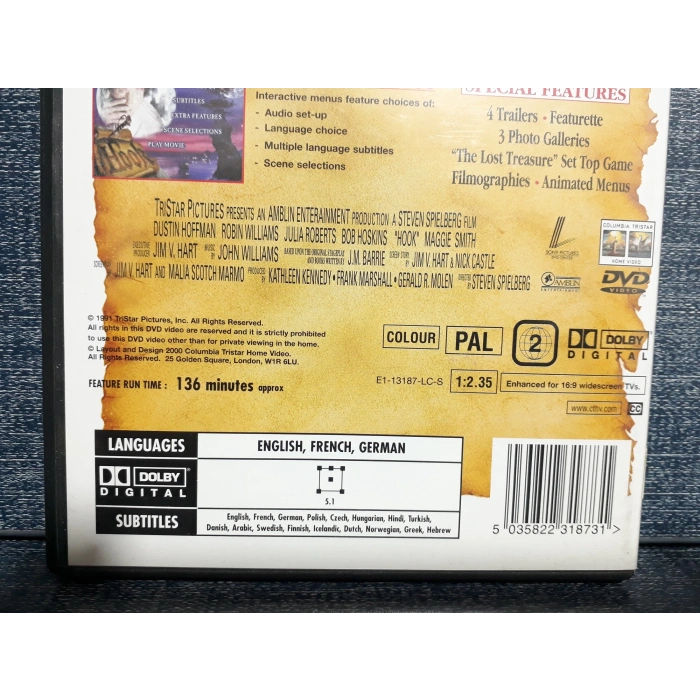 SPECIAL FEATURES
SUBTITLES
EXTRA FEATURES
SCENE SELECTIONS
PLAY MOVIE
Hook
Interactive menus feature choices of:
- Audio set-up
- Language choice
- Multiple language subtitles
- Scene selections
4 Trailers • Featurette
3 Photo Galleries
"The Lost Treasure" Set Top Game
Filmographies • Animated Menus
TRISTAR PICTURES PRESENTS AN AMBLIN ENTERTAINMENT PRODUCTION A STEVEN SPIELBERG FILM
DUSTIN HOFFMAN ROBIN WILLIAMS JULIA ROBERTS BOB HOSKINS "HOOK" MAGGIE SMITH
EXECUTIVE PRODUCER JIM V. HART MUSIC BY JOHN WILLIAMS BASED UPON THE ORIGINAL STAGEPLAY AND BOOKS WRITTEN BY J.M. BARRIE SCREEN STORY BY JIM V. HART & NICK CASTLE
SCREENPLAY BY JIM V. HART AND MALIA SCOTCH MARMO PRODUCED BY KATHLEEN KENNEDY • FRANK MARSHALL • GERALD R. MOLEN DIRECTED BY STEVEN SPIELBERG
SONY PICTURES
COLUMBIA TRISTAR
HOME VIDEO
AMBLIN
ENTERTAINMENT
DVD
VIDEO
© 1991 TriStar Pictures, Inc. All Rights Reserved.
All rights in this DVD video are reserved and it is strictly prohibited
to use this DVD video other than for private viewing in the home.
© Layout and Design 2000 Columbia Tristar Home Video.
All Rights Reserved. 25 Golden Square, London, W1R 6LU.
COLOUR PAL 2 DOLBY
DIGITAL
FEATURE RUN TIME : 136 minutes approx
E1-13187-LC-S 1:2.35 Enhanced for 16:9 widescreen TVs.
www.cthv.com CC
LANGUAGES ENGLISH, FRENCH, GERMAN
DOLBY
DIGITAL
5.1
SUBTITLES
English, French, German, Polish, Czech, Hungarian, Hindi, Turkish,
Danish, Arabic, Swedish, Finnish, Icelandic, Dutch, Norwegian, Greek, Hebrew
5 035822 318731 >